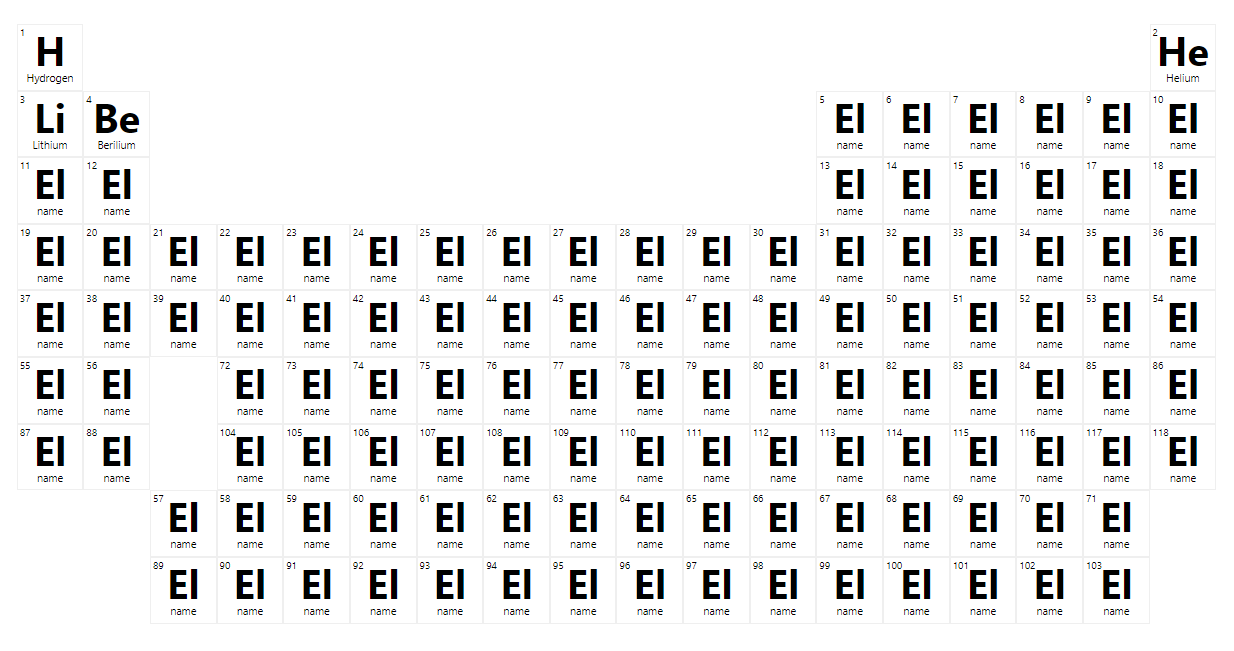 1 2
H He
Hydrogen Helium
3 4 5 6 7 8 9 10
Li Be El El El El El El
Lithium Berilium name name name name name name
11 12 13 14 15 16 17 18
El El El El El El El El
name name name name name name name name
19 20 21 22 23 24 25 26 27 28 29 30 31 32 33 34 35 36
El El El El El El El El El El El El El El El El El El
name name name name name name name name name name name name name name name name name name
37 38 39 40 41 42 43 44 45 46 47 48 49 50 51 52 53 54
El El El El El El El El El El El El El El El El El El
name name name name name name name name name name name name name name name name name name
55 56 72 73 74 75 76 77 78 79 80 81 82 83 84 85 86
El El El El El El El El El El El El El El El El El
name name name name name name name name name name name name name name name name name
87 88 104 105 106 107 108 109 110 111 112 113 114 115 116 117 118
El El El El El El El El El El El El El El El El El
name name name name name name name name name name name name name name name name name
57 58 59 60 61 62 63 64 65 66 67 68 69 70 71
El El El El El El El El El El El El El El El
name name name name name name name name name name name name name name name
89 90 91 92 93 94 95 96 97 98 99 100 101 102 103
El El El El El El El El El El El El El El El
name name name name name name name name name name name name name name name